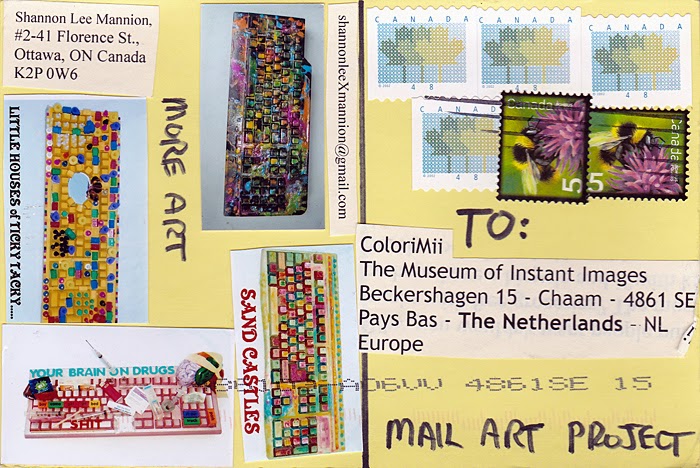 Shannon Lee Mannion,
#2-41 Florence St.,
Ottawa, ON Canada
K2P 0W6
MORE ART
shannonleeXmannion@gmail.com
LITTLE HOUSES of TICKY TACKY....
SAND CASTLES
YOUR BRAIN ON DRUGS
SHIT
CANADA
48
CANADA
48
CANADA
48
CANADA
48
Canada
5
Canada
5
TO:
ColoriMii
The Museum of Instant Images
Beckershagen 15 - Chaam - 4861 SE
Pays Bas - The Netherlands - NL
Europe
4861SE 15
MAIL ART PROJECT